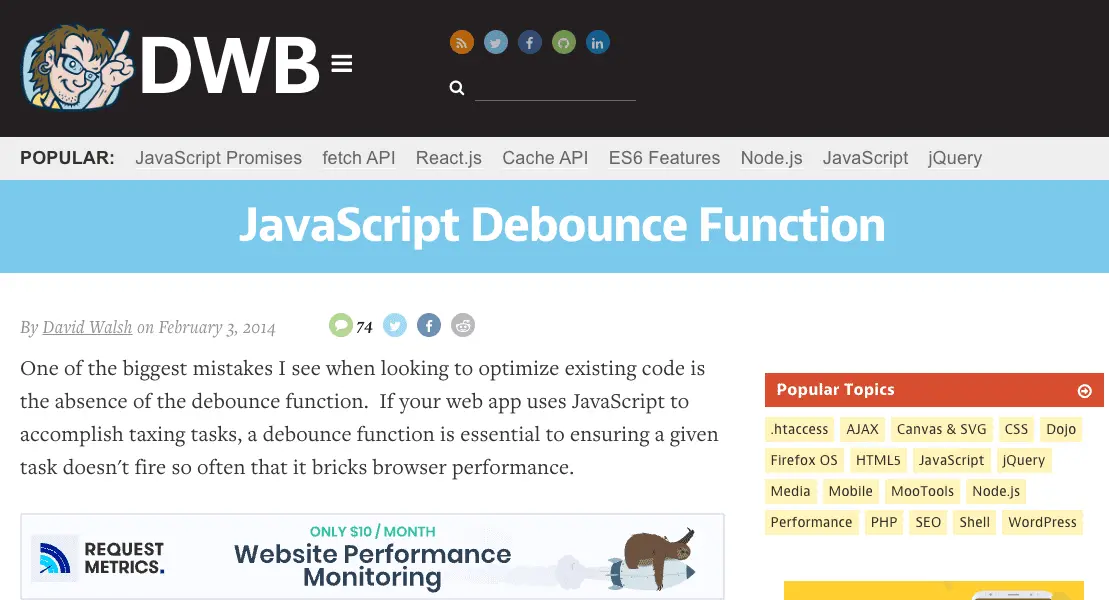 DWB
POPULAR: JavaScript Promises fetch API React.js Cache API ES6 Features Node.js JavaScript jQuery
JavaScript Debounce Function
By David Walsh on February 3, 2014 74
One of the biggest mistakes I see when looking to optimize existing code is
the absence of the debounce function.  If your web app uses JavaScript to
accomplish taxing tasks, a debounce function is essential to ensuring a given
task doesn't fire so often that it bricks browser performance.
REQUEST
METRICS.
ONLY $10 / MONTH
Website Performance
Monitoring
Popular Topics
.htaccess AJAX Canvas & SVG CSS Dojo
Firefox OS HTML5 JavaScript jQuery
Media Mobile MooTools Node.js
Performance PHP SEO Shell WordPress